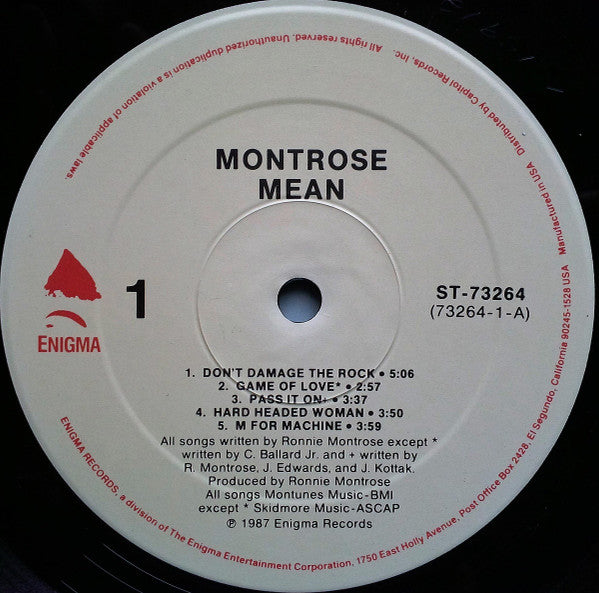 MONTROSE
MEAN
1
ENIGMA
ST-73264
(73264-1-A)
1. DON'T DAMAGE THE ROCK • 5:06
2. GAME OF LOVE* • 2:57
3. PASS IT ON+ • 3:37
4. HARD HEADED WOMAN • 3:50
5. M FOR MACHINE • 3:59
All songs written by Ronnie Montrose except *
written by C. Ballard Jr. and + written by
R. Montrose, J. Edwards, and J. Kottak.
Produced by Ronnie Montrose
All songs Montunes Music-BMI
except * Skidmore Music-ASCAP
℗ 1987 Enigma Records
ENIGMA RECORDS, a division of The Enigma Entertainment Corporation, 1750 East Holly Avenue, Post Office Box 2428, El Segundo, California 90245-1528 USA Manufactured in USA Distributed by Capitol Records, Inc. All rights reserved. Unauthorized duplication is a violation of applicable laws.